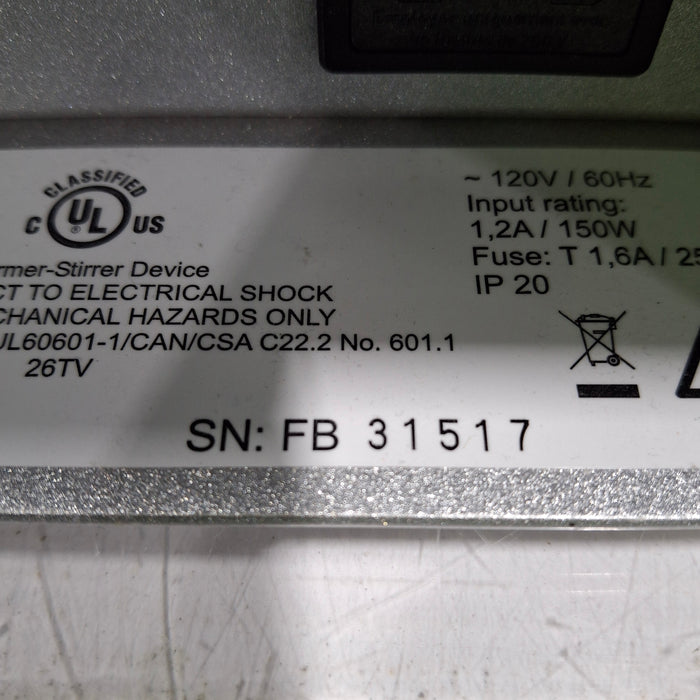 CLASSIFIED
C UL US
®
rmer-Stirrer Device
CT TO ELECTRICAL SHOCK
CHANICAL HAZARDS ONLY
UL60601-1/CAN/CSA C22.2 No. 601.1
26TV
~ 120V / 60Hz
Input rating:
1,2A / 150W
Fuse: T 1,6A / 25
IP 20
SN: FB 31517